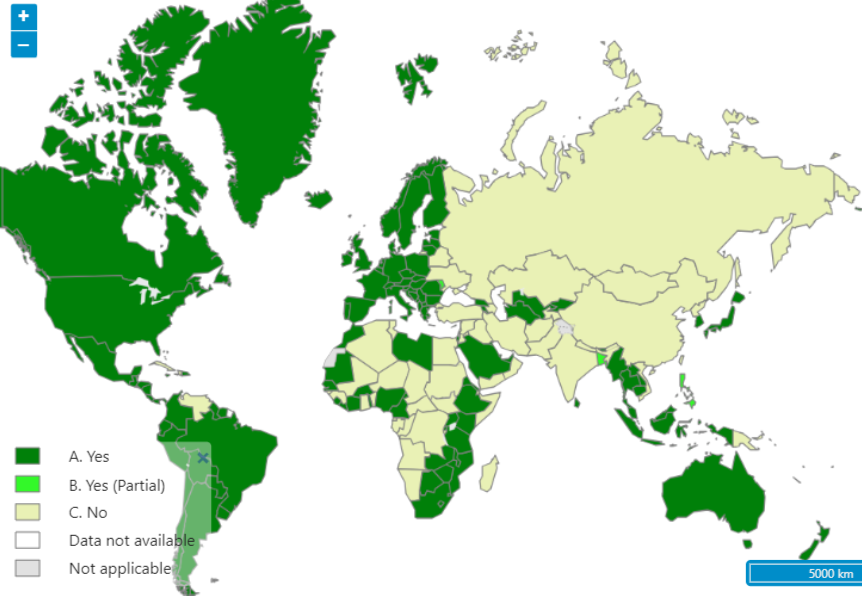 +
−
A. Yes
B. Yes (Partial)
C. No
Data not available
Not applicable
5000 km